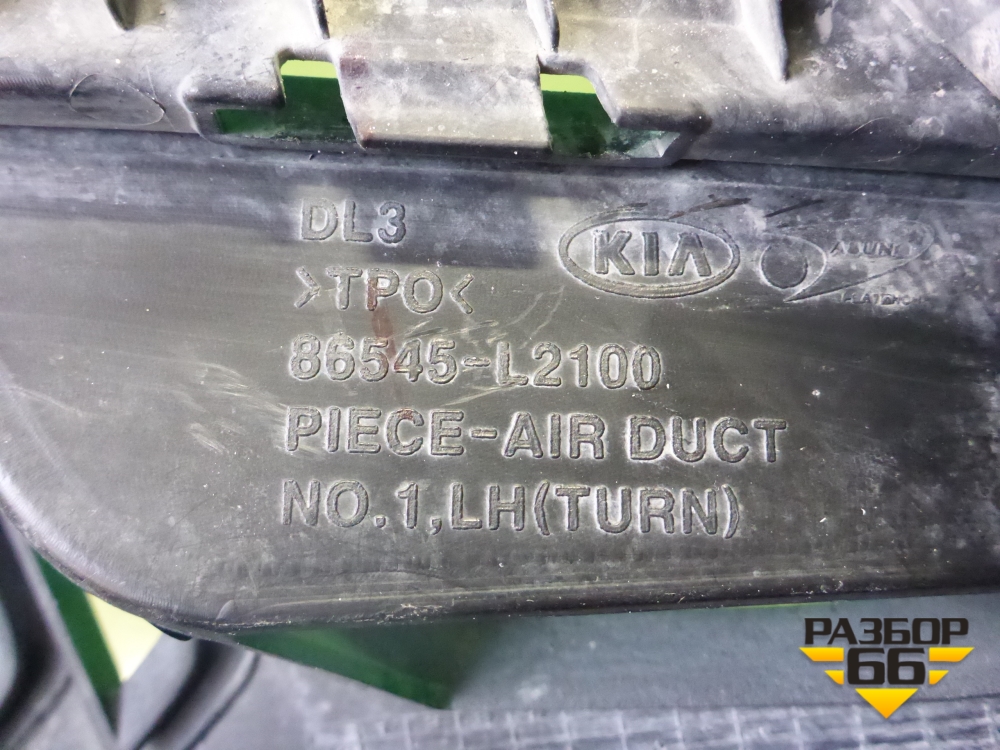 DL3
KIA
>TPO<
86545-L2100
PIECE-AIR DUCT
NO.1,LH(TURN)
РАЗБОР
66